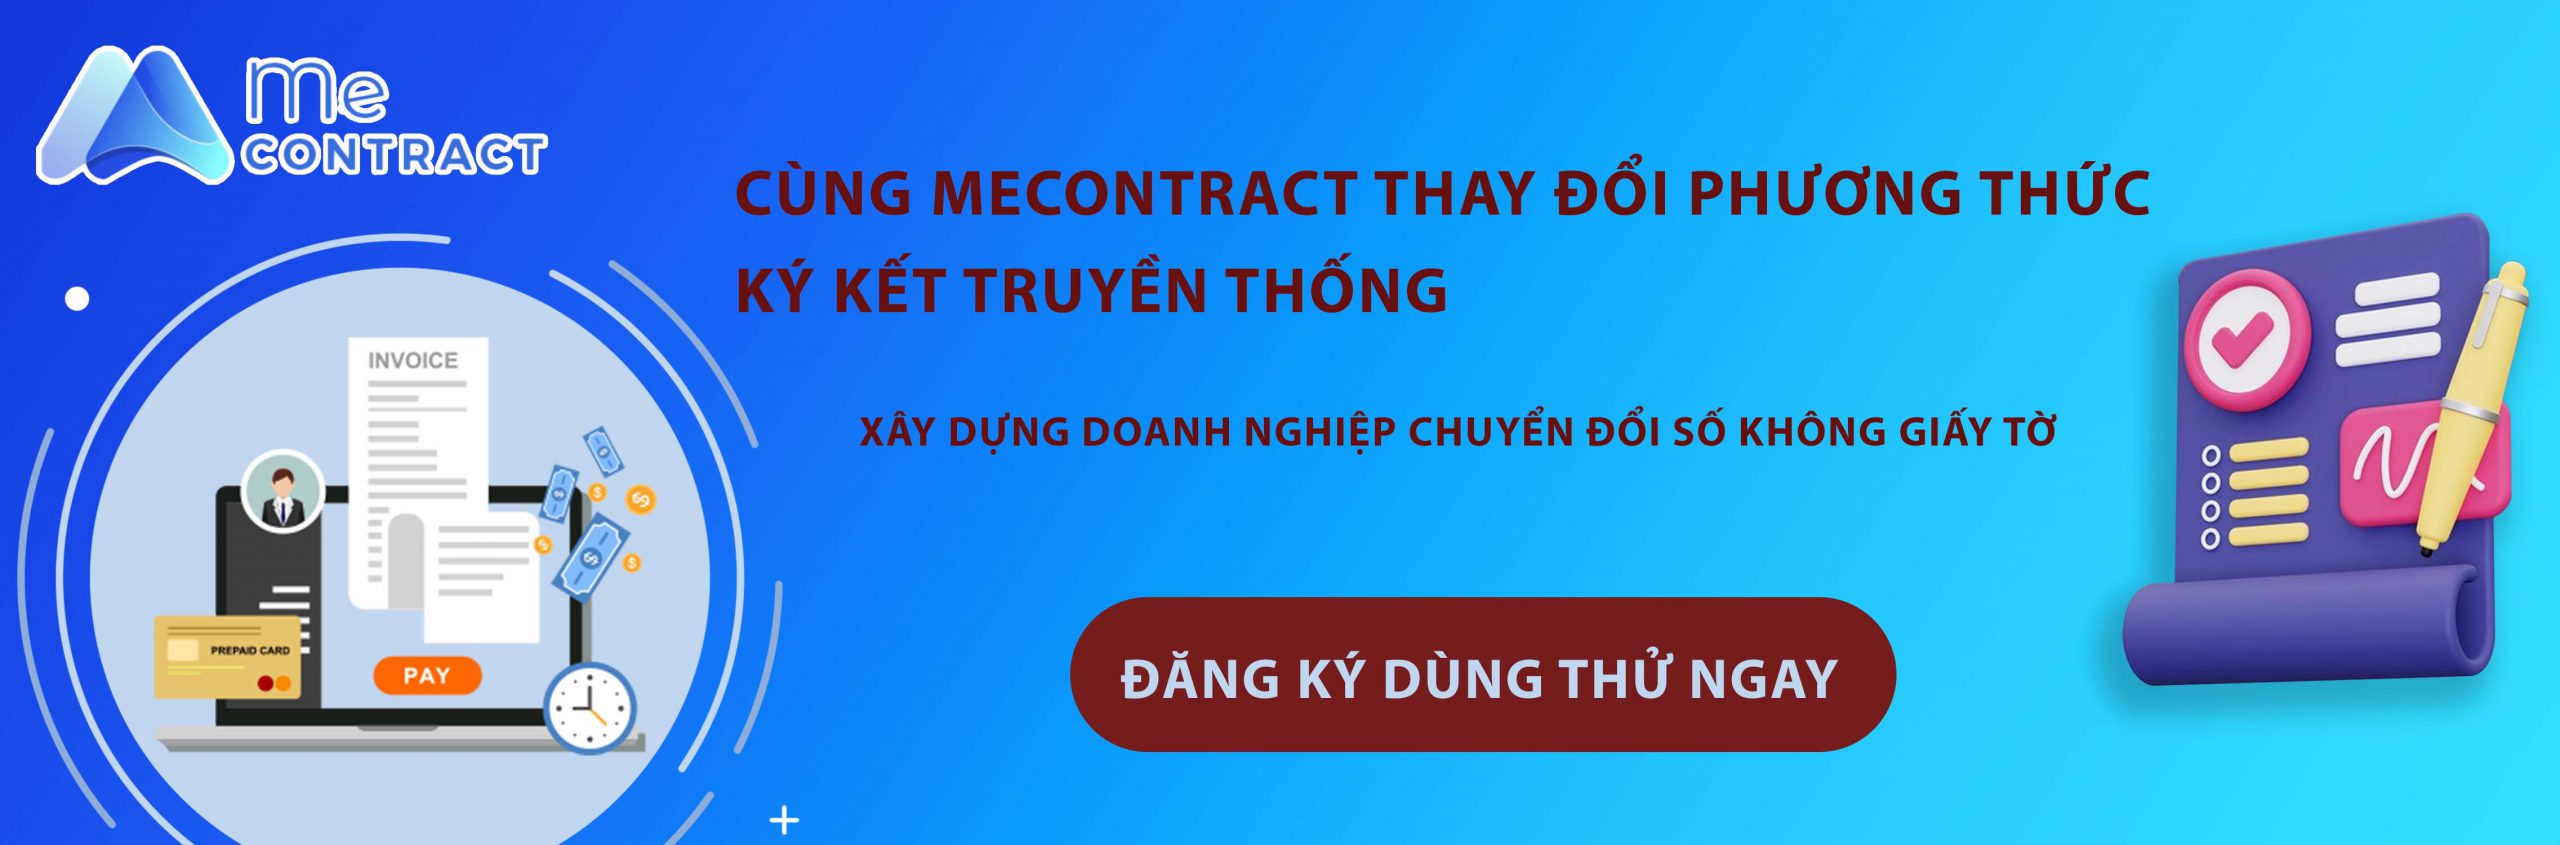 Me
CONTRACT
CÙNG MECONTRACT THAY ĐỔI PHƯƠNG THỨC
KÝ KẾT TRUYỀN THỐNG
XÂY DỰNG DOANH NGHIỆP CHUYỂN ĐỔI SỐ KHÔNG GIẤY TỜ
ĐĂNG KÝ DÙNG THỬ NGAY
INVOICE
PREPAID CARD
PAY